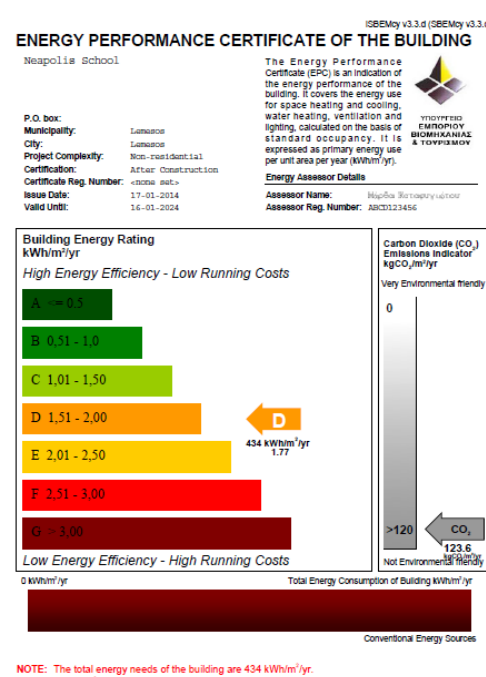 ISBEMcy v3.3.d (SBEMcy v3.3.
ENERGY PERFORMANCE CERTIFICATE OF THE BUILDING
Neapolis School
The Energy Performance
Certificate (EPC) is an indication of
the energy performance of the
building. It covers the energy use
for space heating and cooling,
water heating, ventilation and
lighting, calculated on the basis of
standard occupancy. It is
expressed as primary energy use
per unit area per year (kWh/m²/yr).
ΥΠΟΥΡΓΕΙΟ
ΕΜΠΟΡΙΟΥ
ΒΙΟΜΗΧΑΝΙΑΣ
& ΤΟΥΡΙΣΜΟΥ
P.O. box:
Municipality: Lemesos
City: Lemesos
Project Complexity: Non-residential
Certification: After Construction
Certificate Reg. Number: <none set>
Issue Date: 17-01-2014
Valid Until: 16-01-2024
Energy Assessor Details
Assessor Name:
Assessor Reg. Number: ABCD123456
Building Energy Rating
kWh/m²/yr
High Energy Efficiency - Low Running Costs
A <= 0.5
B 0,51 - 1,0
C 1,01 - 1,50
D 1,51 - 2,00
D
434 kWh/m²/yr
1.77
E 2,01 - 2,50
F 2,51 - 3,00
G > 3,00
Low Energy Efficiency - High Running Costs
Carbon Dioxide (CO₂)
Emissions Indicator
kgCO₂/m²/yr
Very Environmental friendly
0
>120
CO₂
123.6
kgCO₂/m²/yr
Not Environmental friendly
0 kWh/m²/yr
Total Energy Consumption of Building kWh/m²/yr
Conventional Energy Sources
NOTE: The total energy needs of the building are 434 kWh/m²/yr.